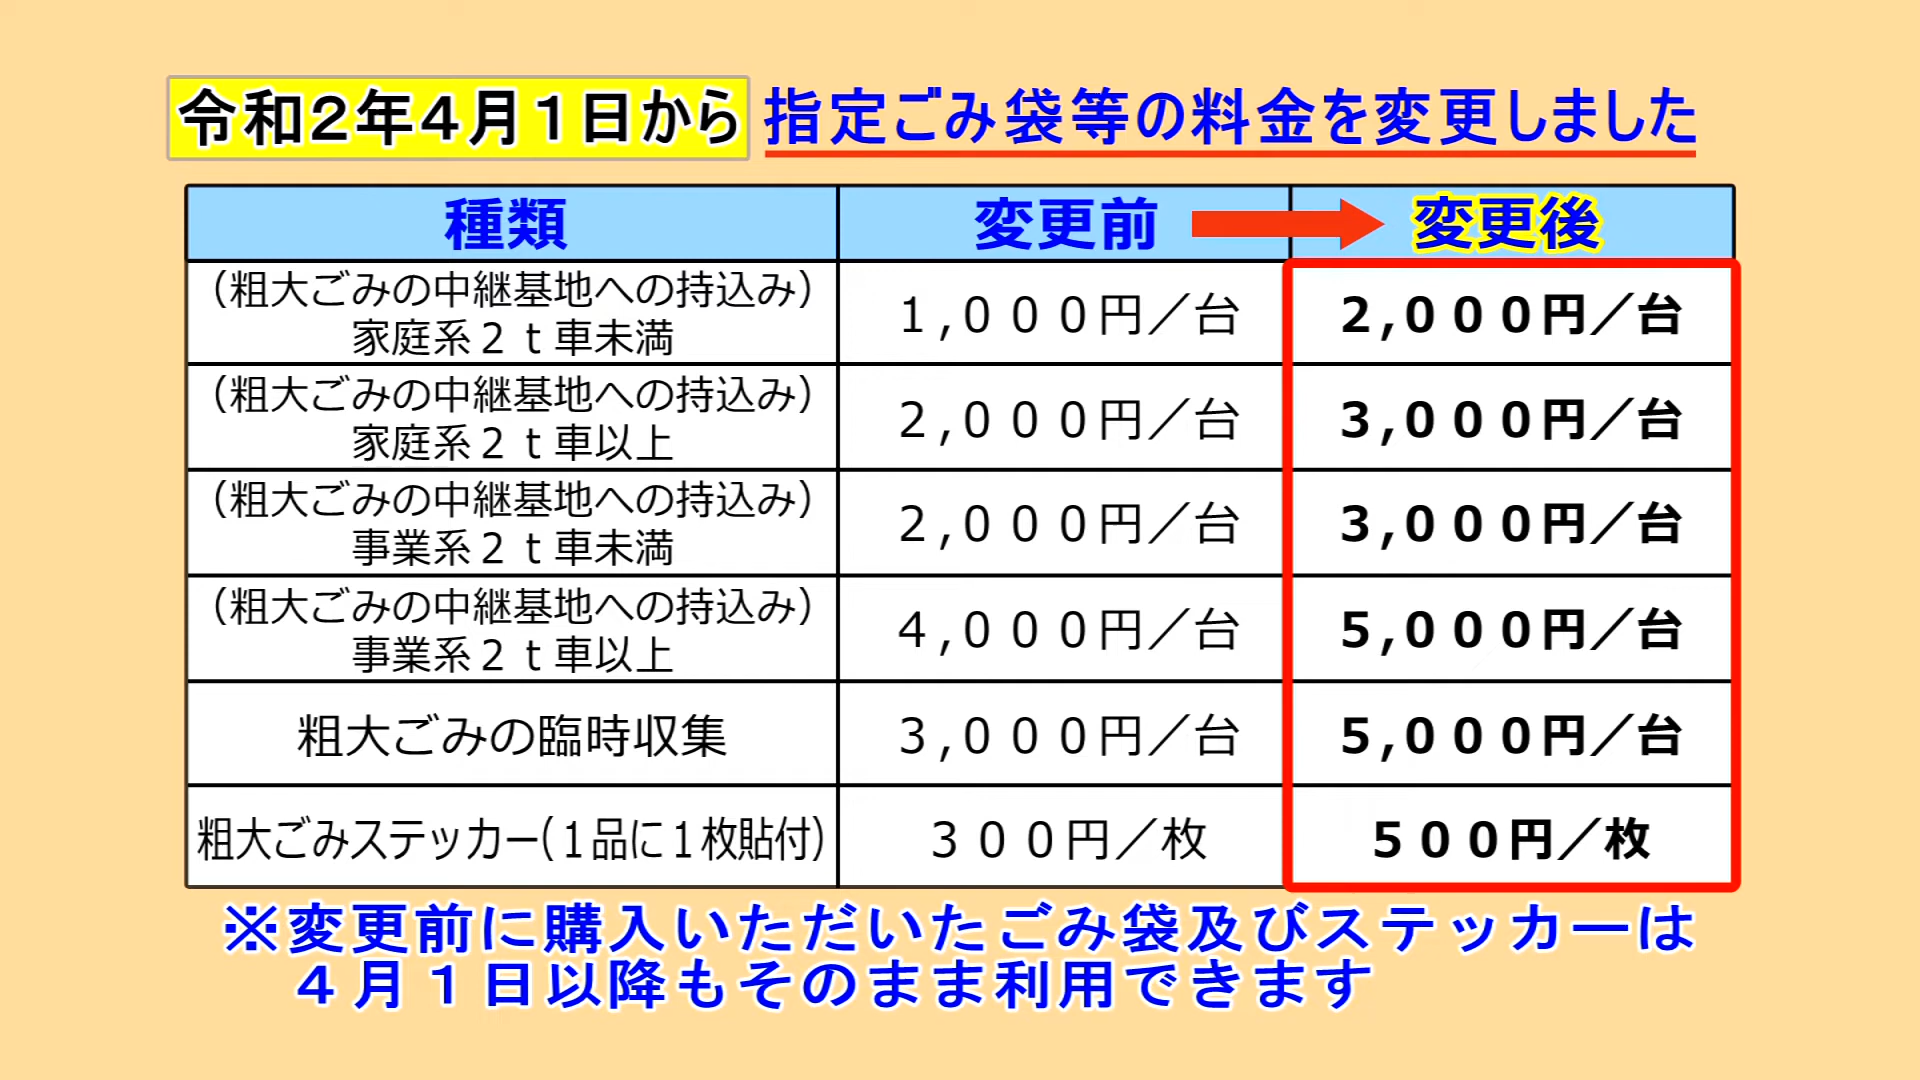 令和２年４月１日から 指定ごみ袋等の料金を変更しました
種類 変更前 変更後
（粗大ごみの中継基地への持込み）
家庭系２ｔ車未満
１,０００円／台 ２,０００円／台
（粗大ごみの中継基地への持込み）
家庭系２ｔ車以上
２,０００円／台 ３,０００円／台
（粗大ごみの中継基地への持込み）
事業系２ｔ車未満
２,０００円／台 ３,０００円／台
（粗大ごみの中継基地への持込み）
事業系２ｔ車以上
４,０００円／台 ５,０００円／台
粗大ごみの臨時収集 ３,０００円／台 ５,０００円／台
粗大ごみステッカー(１品に１枚貼付) ３００円／枚 ５００円／枚
※変更前に購入いただいたごみ袋及びステッカーは
４月１日以降もそのまま利用できます